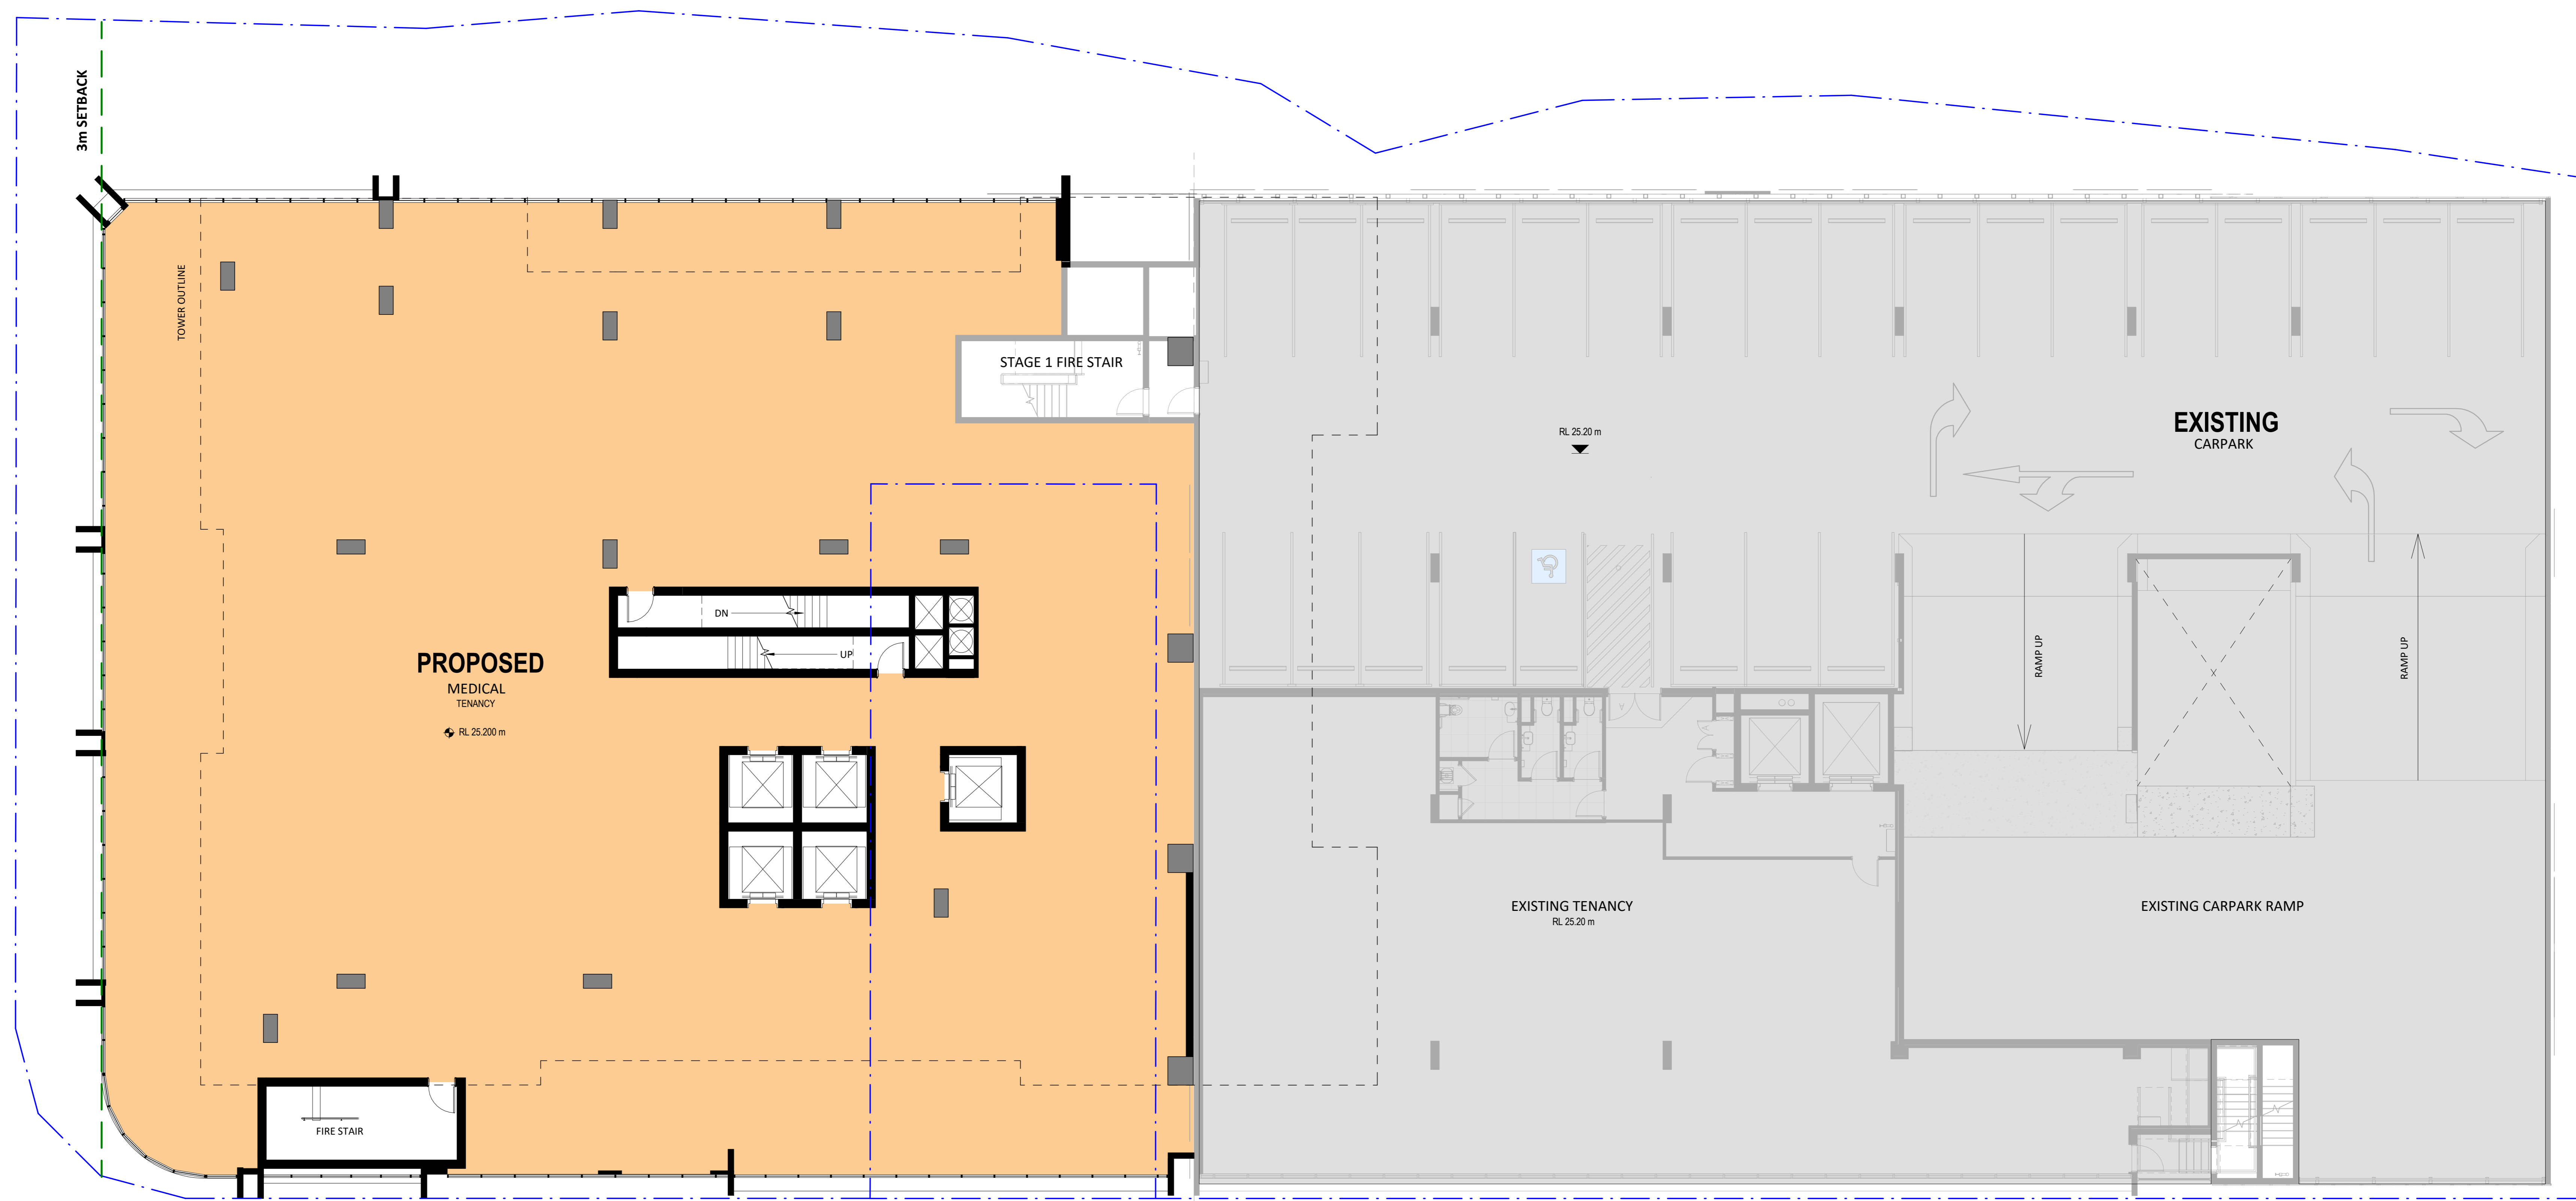 3m SETBACK
TOWER OUTLINE
STAGE 1 FIRE STAIR
RL 25.20 m
EXISTING
CARPARK
DN
UP
PROPOSED
MEDICAL
TENANCY
RL 25.200 m
RAMP UP
RAMP UP
EXISTING TENANCY
RL 25.20 m
EXISTING CARPARK RAMP
FIRE STAIR